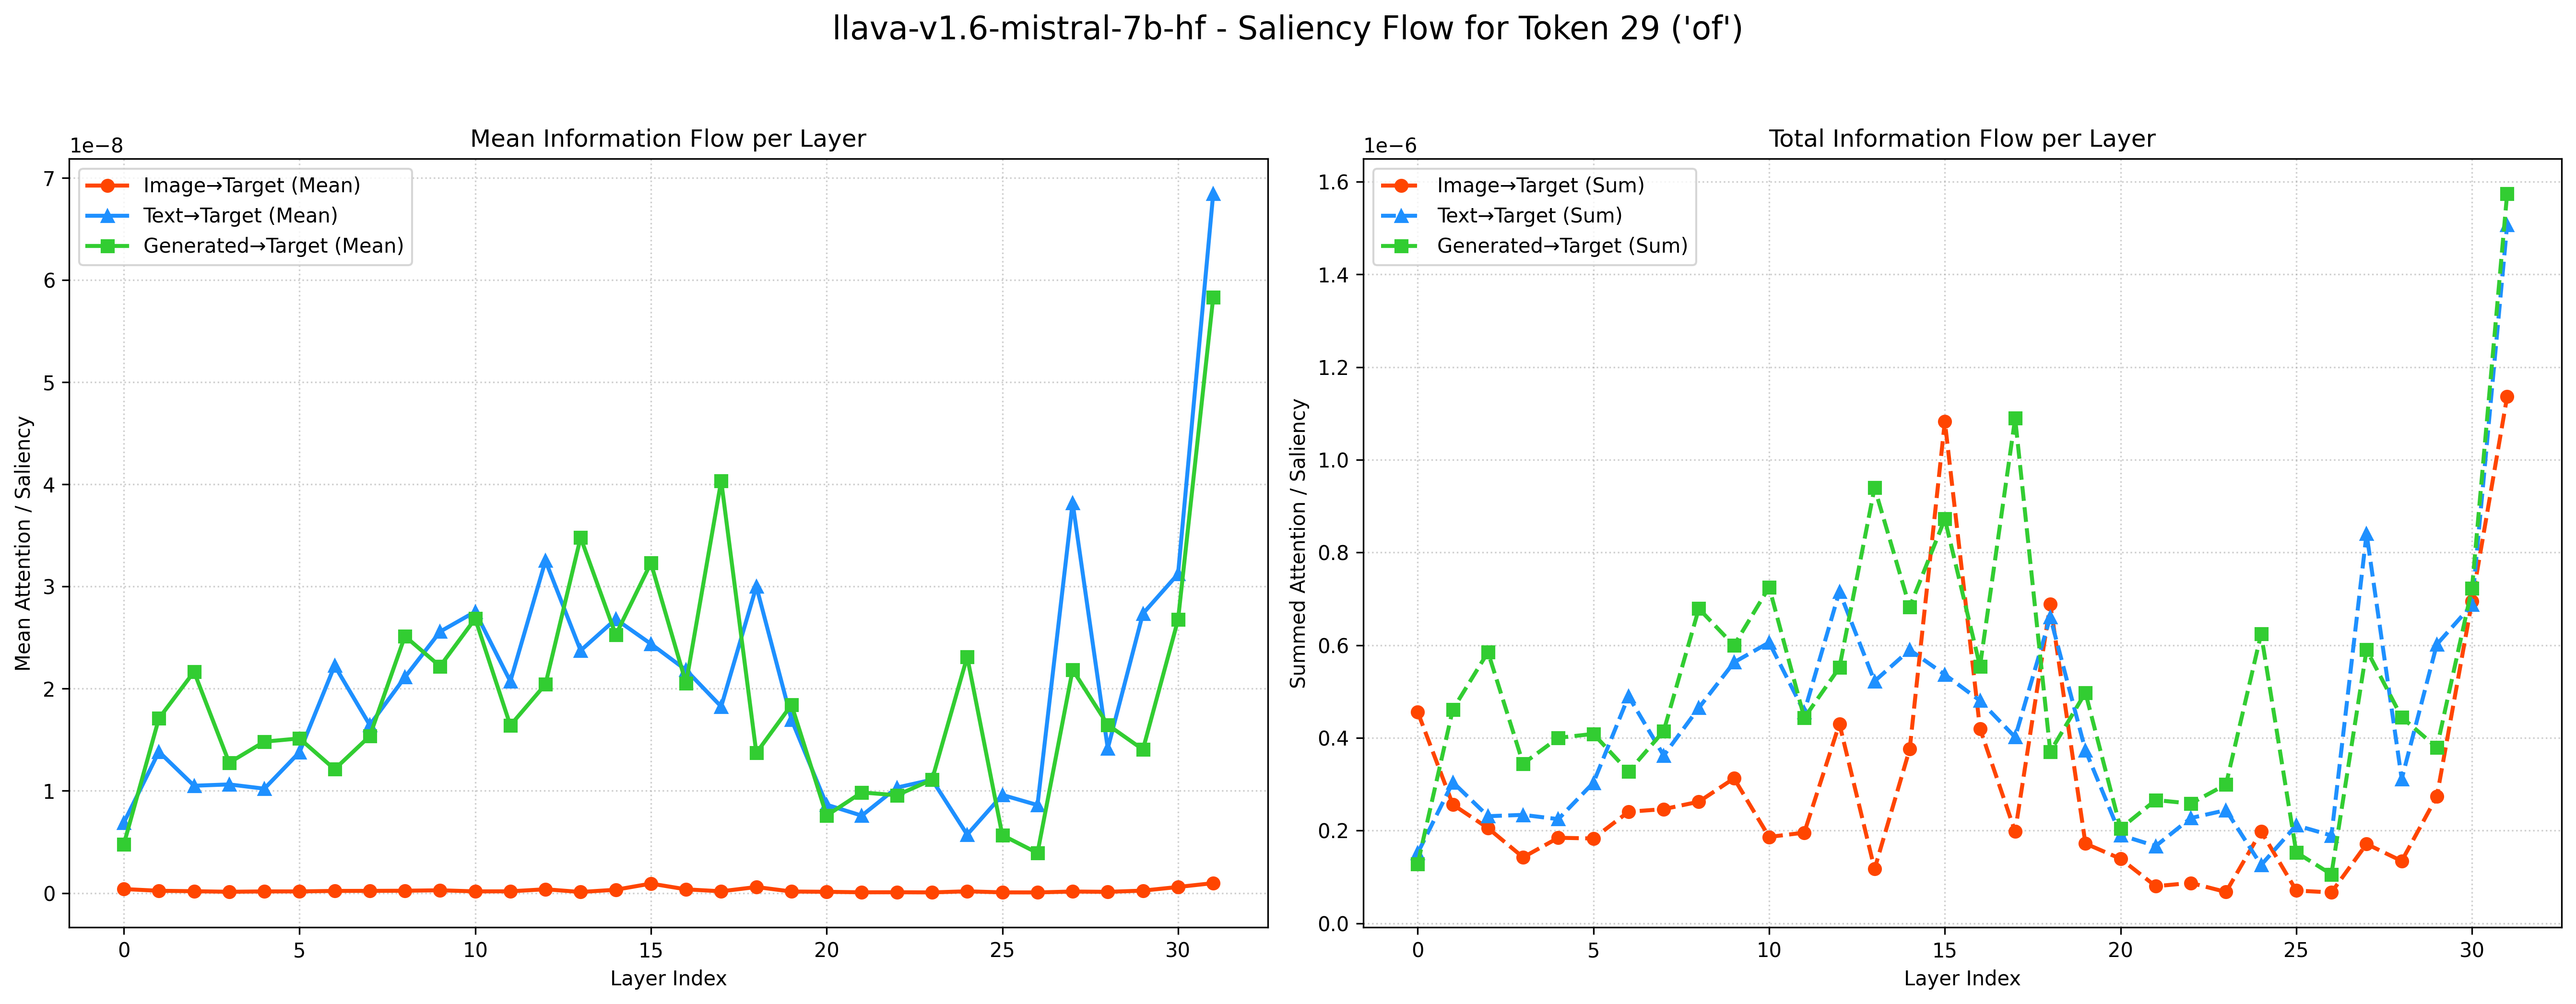 llava-v1.6-mistral-7b-hf - Saliency Flow for Token 29 ('of')
Mean Information Flow per Layer
1e−8
Image→Target (Mean)
Text→Target (Mean)
Generated→Target (Mean)
7
6
5
4
3
2
1
0
Mean Attention / Saliency
0 5 10 15 20 25 30
Layer Index
Total Information Flow per Layer
1e−6
Image→Target (Sum)
Text→Target (Sum)
Generated→Target (Sum)
1.6
1.4
1.2
1.0
0.8
0.6
0.4
0.2
0.0
Summed Attention / Saliency
0 5 10 15 20 25 30
Layer Index